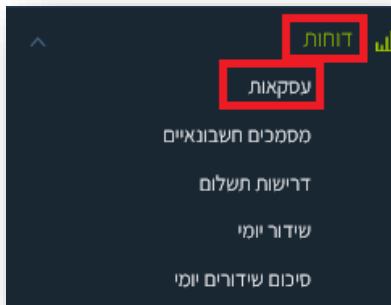 דוחות
עסקאות
מסמכים חשבונאיים
דרישות תשלום
שידור יומי
סיכום שידורים יומי